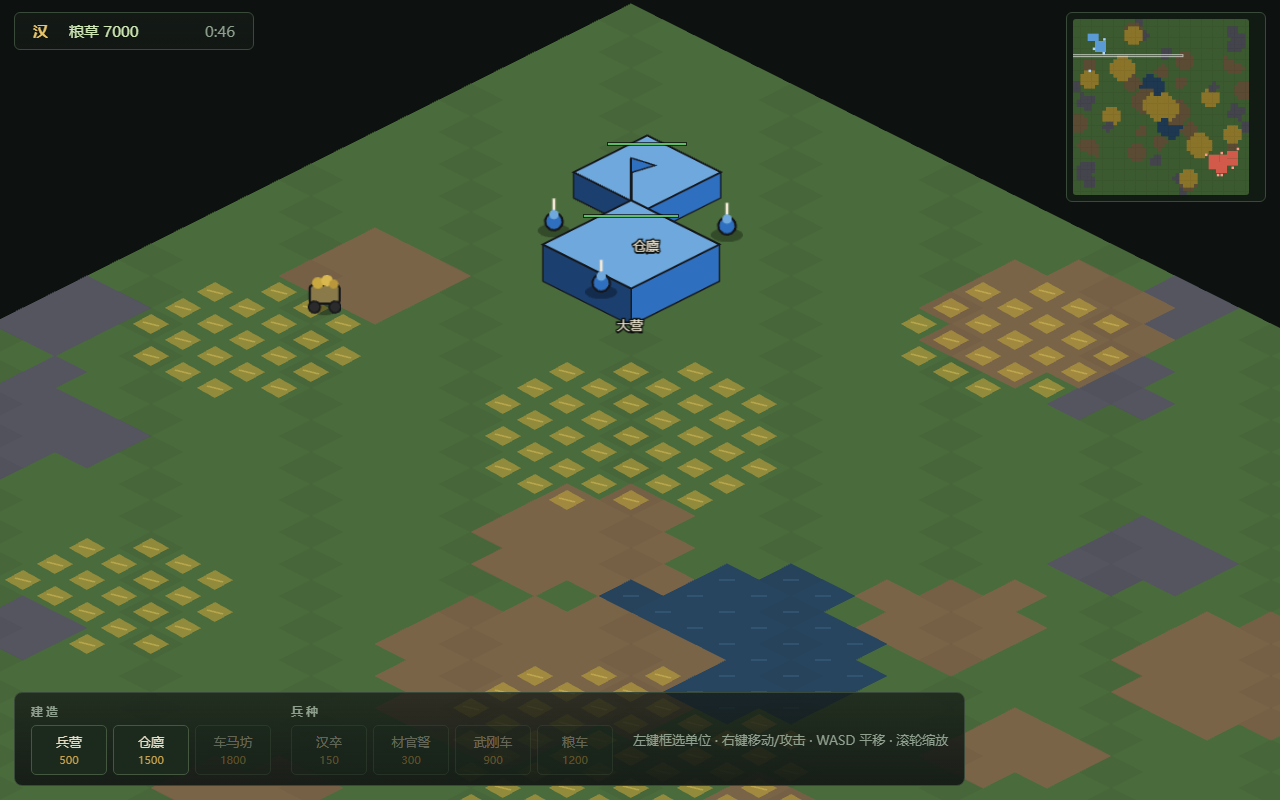 汉 粮草 7000 0:46
仓廪
大营
建造
兵营
500
仓廪
1500
车马坊
1800
兵种
汉卒
150
材官弩
300
武刚车
900
粮车
1200
左键框选单位 · 右键移动/攻击 · WASD 平移 · 滚轮缩放